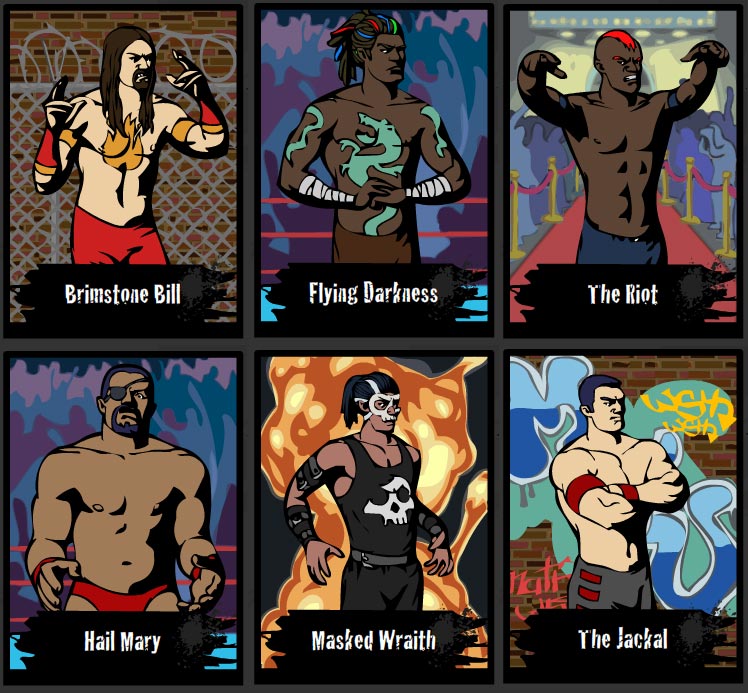 Brimstone Bill
Flying Darkness
The Riot
Hail Mary
Masked Wraith
The Jackal